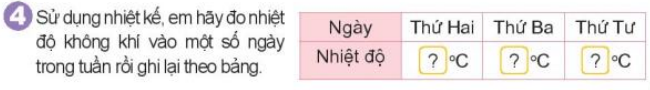 4 Sử dụng nhiệt kế, em hãy đo nhiệt
độ không khí vào một số ngày
trong tuần rồi ghi lại theo bảng.
Ngày Thứ Hai Thứ Ba Thứ Tư
Nhiệt độ ? °C ? °C ? °C